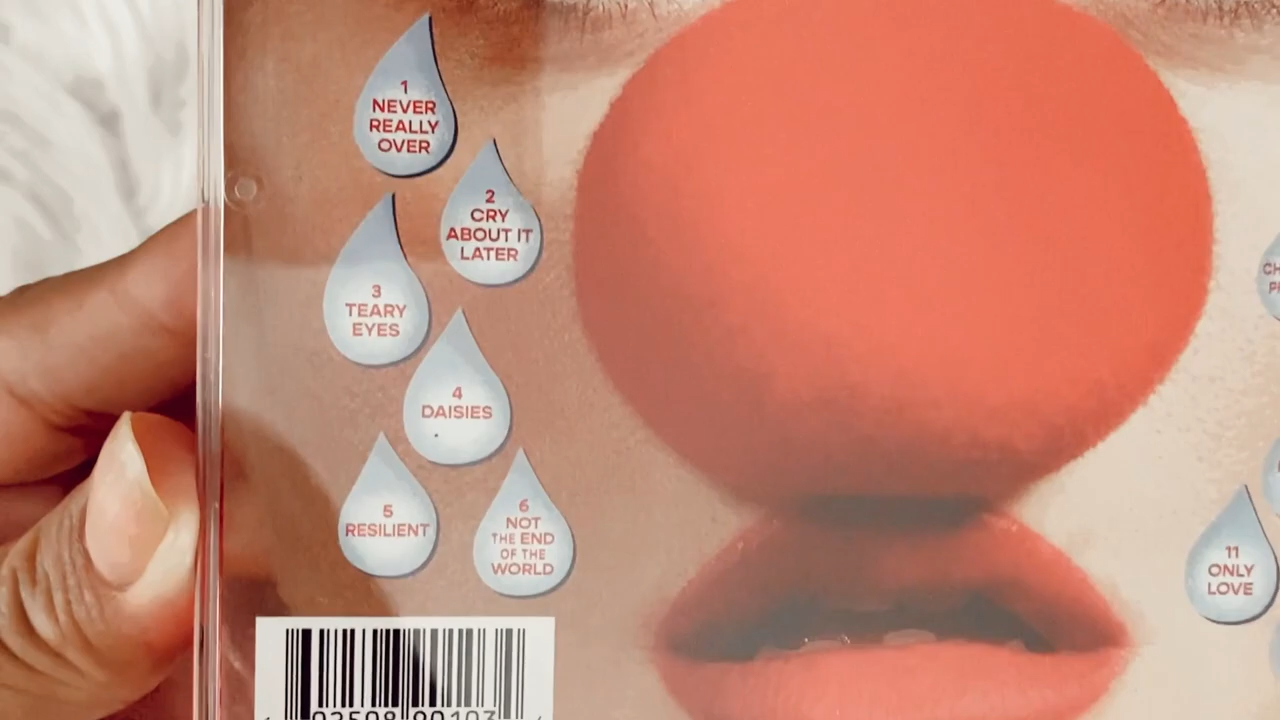 1
NEVER
REALLY
OVER
2
CRY
ABOUT IT
LATER
3
TEARY
EYES
4
DAISIES
5
RESILIENT
6
NOT
THE END
OF THE
WORLD
11
ONLY
LOVE